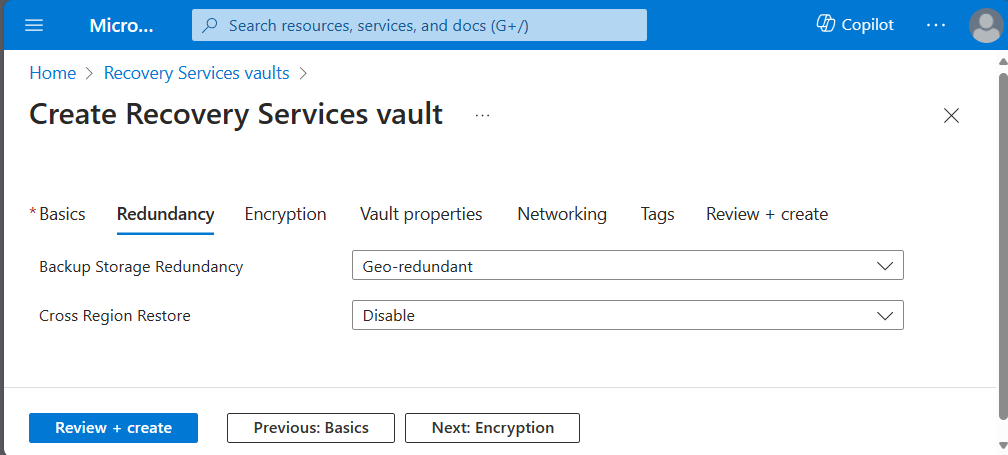 Micro...
Search resources, services, and docs (G+/)
Copilot
...
Home > Recovery Services vaults >
Create Recovery Services vault ...
*Basics Redundancy Encryption Vault properties Networking Tags Review + create
Backup Storage Redundancy Geo-redundant
Cross Region Restore Disable
Review + create Previous: Basics Next: Encryption